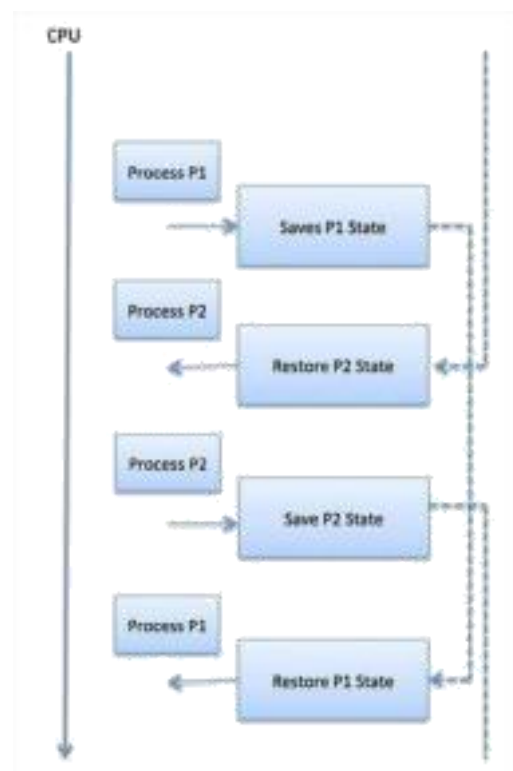 CPU
Process P1
Saves P1 State
Process P2
Restore P2 State
Process P2
Save P2 State
Process P1
Restore P1 State